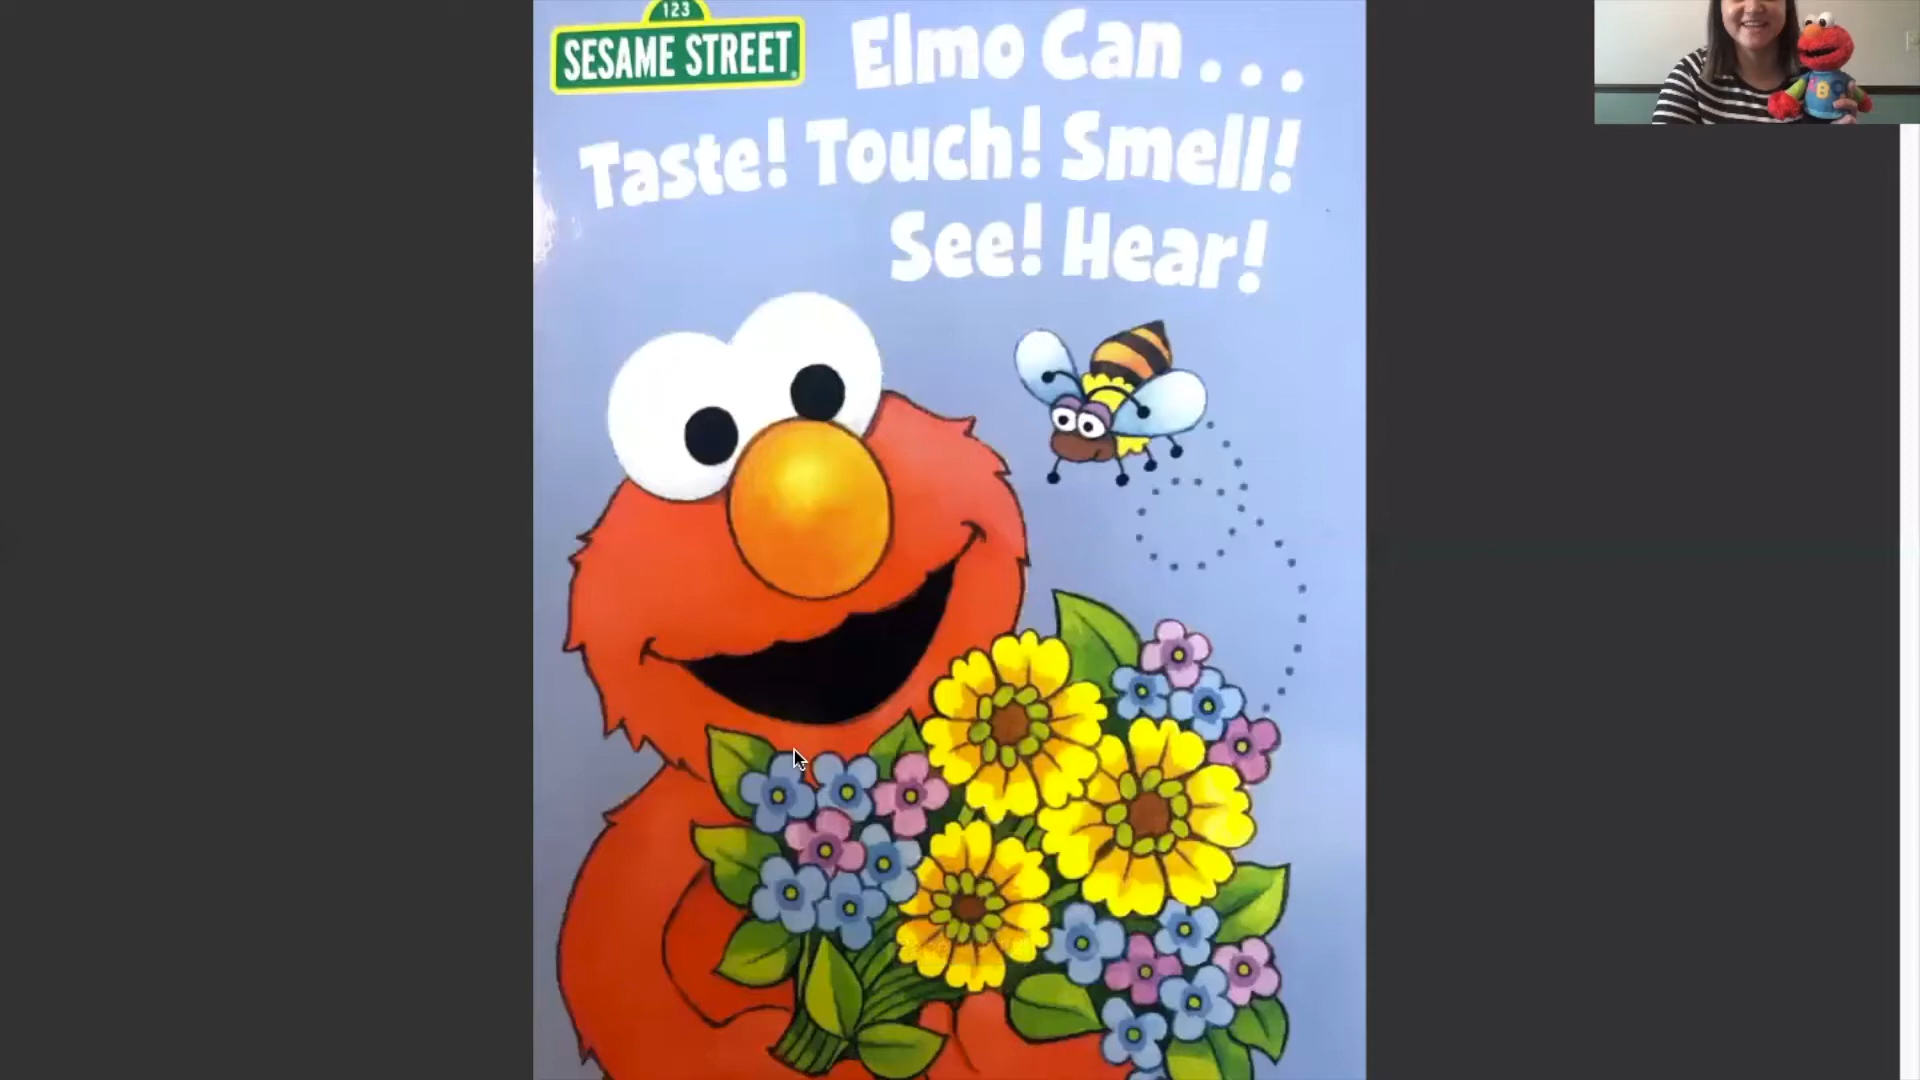 123
SESAME STREET
Elmo Can...
Taste! Touch! Smell!
See! Hear!
B